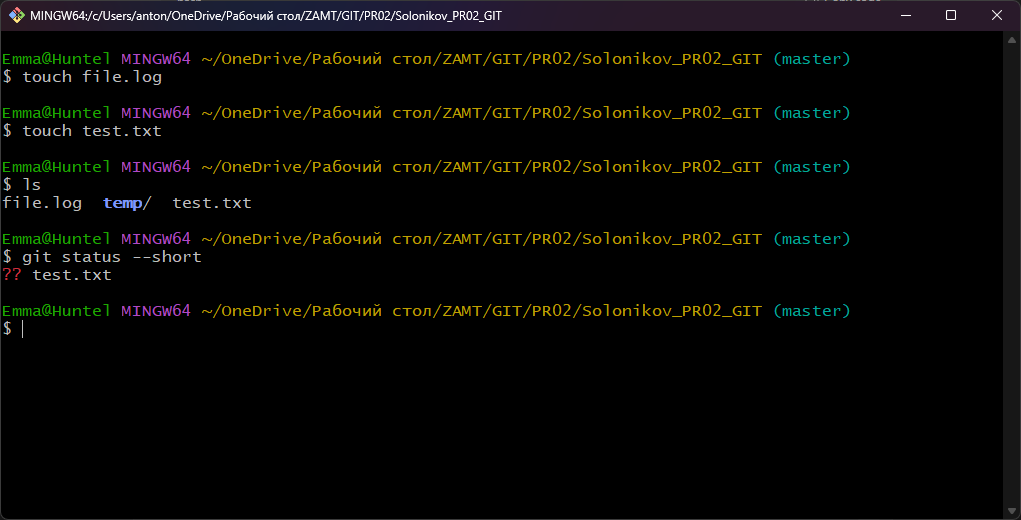 MINGW64:/c/Users/anton/OneDrive/Рабочий стол/ZAMT/GIT/PR02/Solonikov_PR02_GIT
Emma@Huntel MINGW64 ~/OneDrive/Рабочий стол/ZAMT/GIT/PR02/Solonikov_PR02_GIT (master)
$ touch file.log
Emma@Huntel MINGW64 ~/OneDrive/Рабочий стол/ZAMT/GIT/PR02/Solonikov_PR02_GIT (master)
$ touch test.txt
Emma@Huntel MINGW64 ~/OneDrive/Рабочий стол/ZAMT/GIT/PR02/Solonikov_PR02_GIT (master)
$ ls
file.log  temp/  test.txt
Emma@Huntel MINGW64 ~/OneDrive/Рабочий стол/ZAMT/GIT/PR02/Solonikov_PR02_GIT (master)
$ git status --short
?? test.txt
Emma@Huntel MINGW64 ~/OneDrive/Рабочий стол/ZAMT/GIT/PR02/Solonikov_PR02_GIT (master)
$